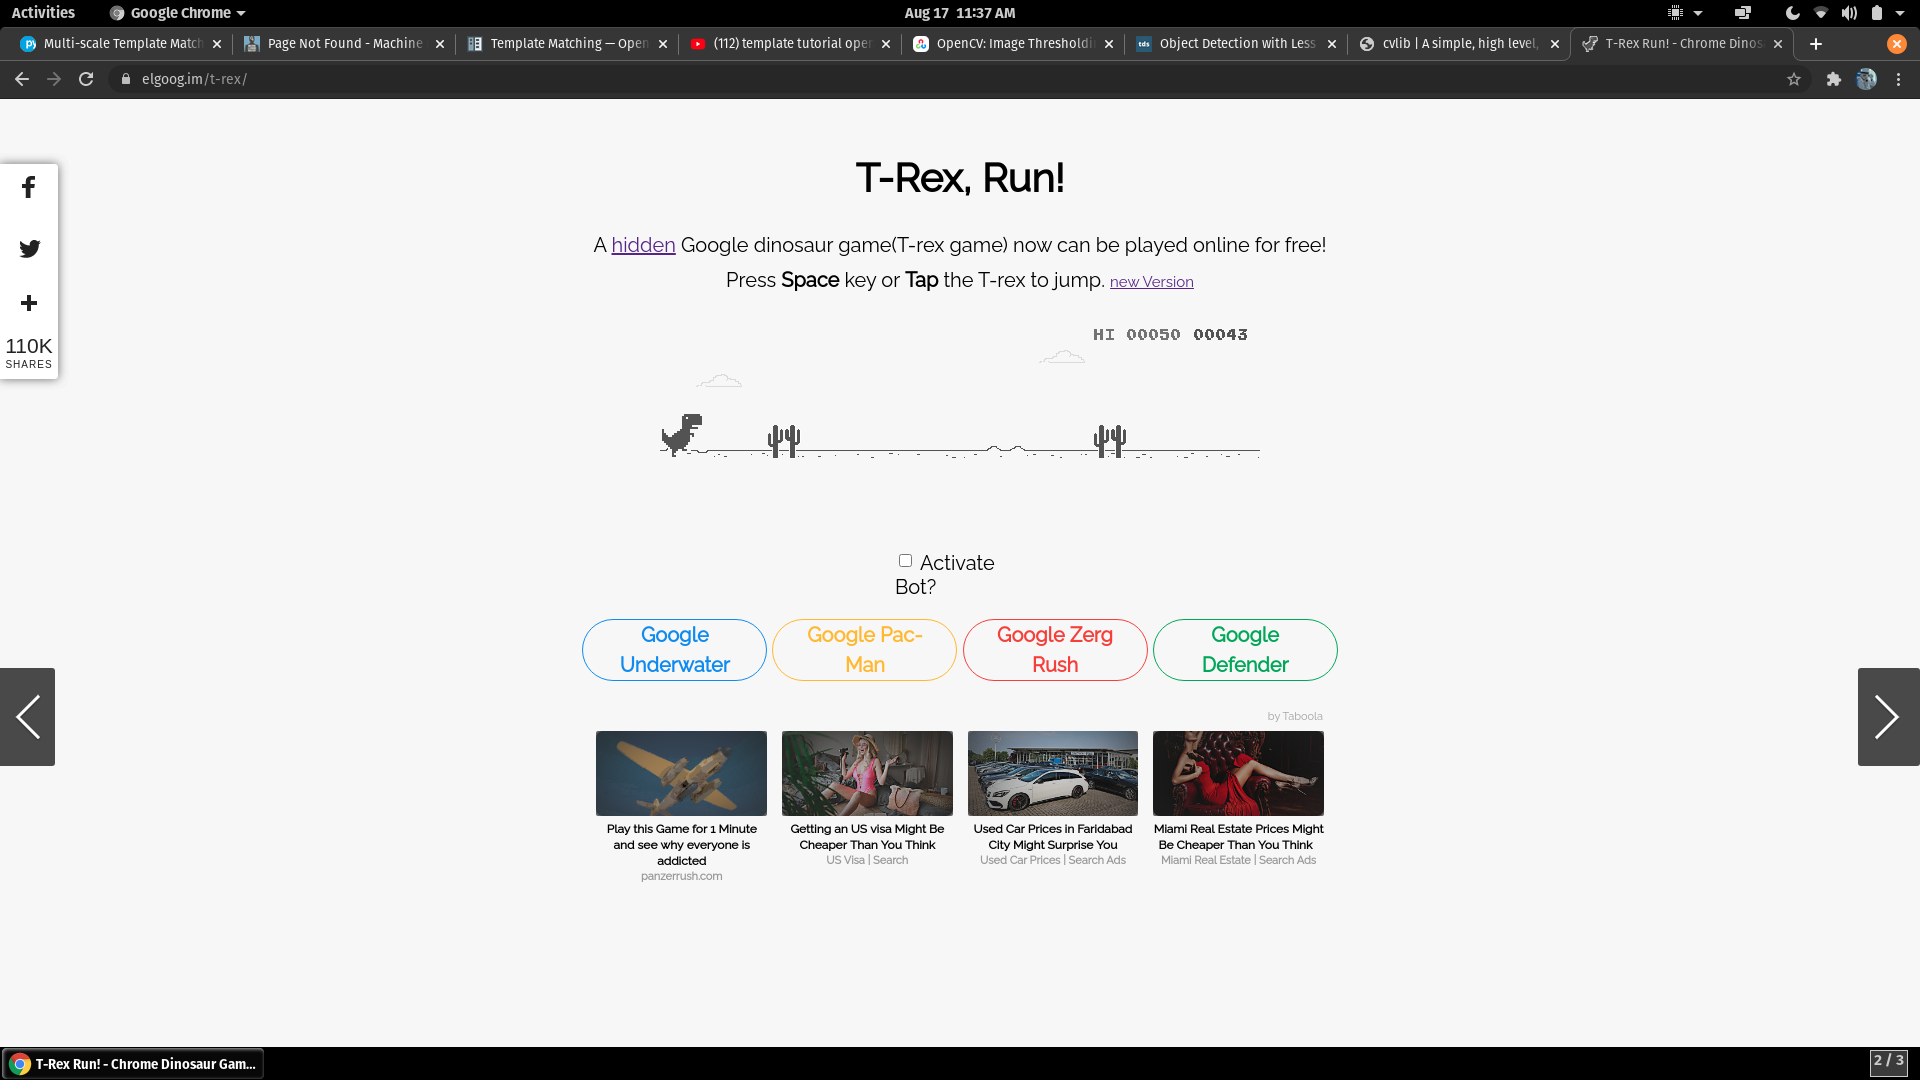 Activities
Google Chrome
Aug 17 11:37 AM
Multi-scale Template Match
Page Not Found - Machine
Template Matching — Open
(112) template tutorial oper
OpenCV: Image Thresholdi
Object Detection with Less
cvlib | A simple, high level,
T-Rex Run! - Chrome Dinos
elgoog.im/t-rex/
T-Rex, Run!
A hidden Google dinosaur game(T-rex game) now can be played online for free!
Press Space key or Tap the T-rex to jump. new Version
110K
SHARES
HI 00050 00043
Activate
Bot?
Google
Underwater
Google Pac-
Man
Google Zerg
Rush
Google
Defender
by Taboola
Play this Game for 1 Minute
and see why everyone is
addicted
panzerrush.com
Getting an US visa Might Be
Cheaper Than You Think
US Visa | Search
Used Car Prices in Faridabad
City Might Surprise You
Used Car Prices | Search Ads
Miami Real Estate Prices Might
Be Cheaper Than You Think
Miami Real Estate | Search Ads
T-Rex Run! - Chrome Dinosaur Gam...
2 / 3